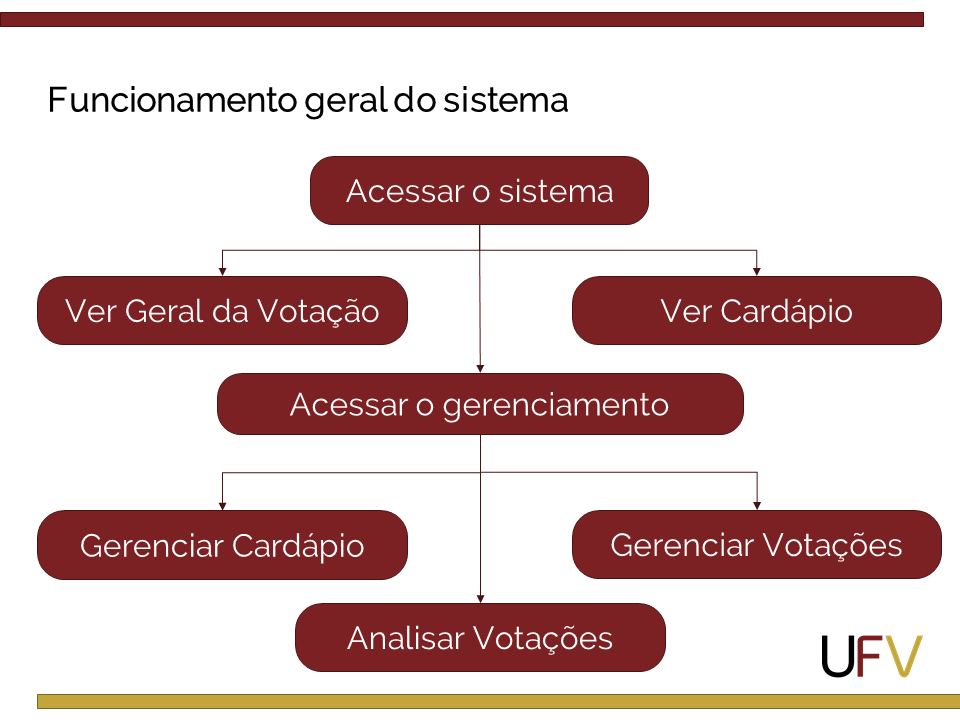 Funcionamento geral do sistema
Acessar o sistema
Ver Geral da Votação
Ver Cardápio
Acessar o gerenciamento
Gerenciar Cardápio
Gerenciar Votações
Analisar Votações
UFV